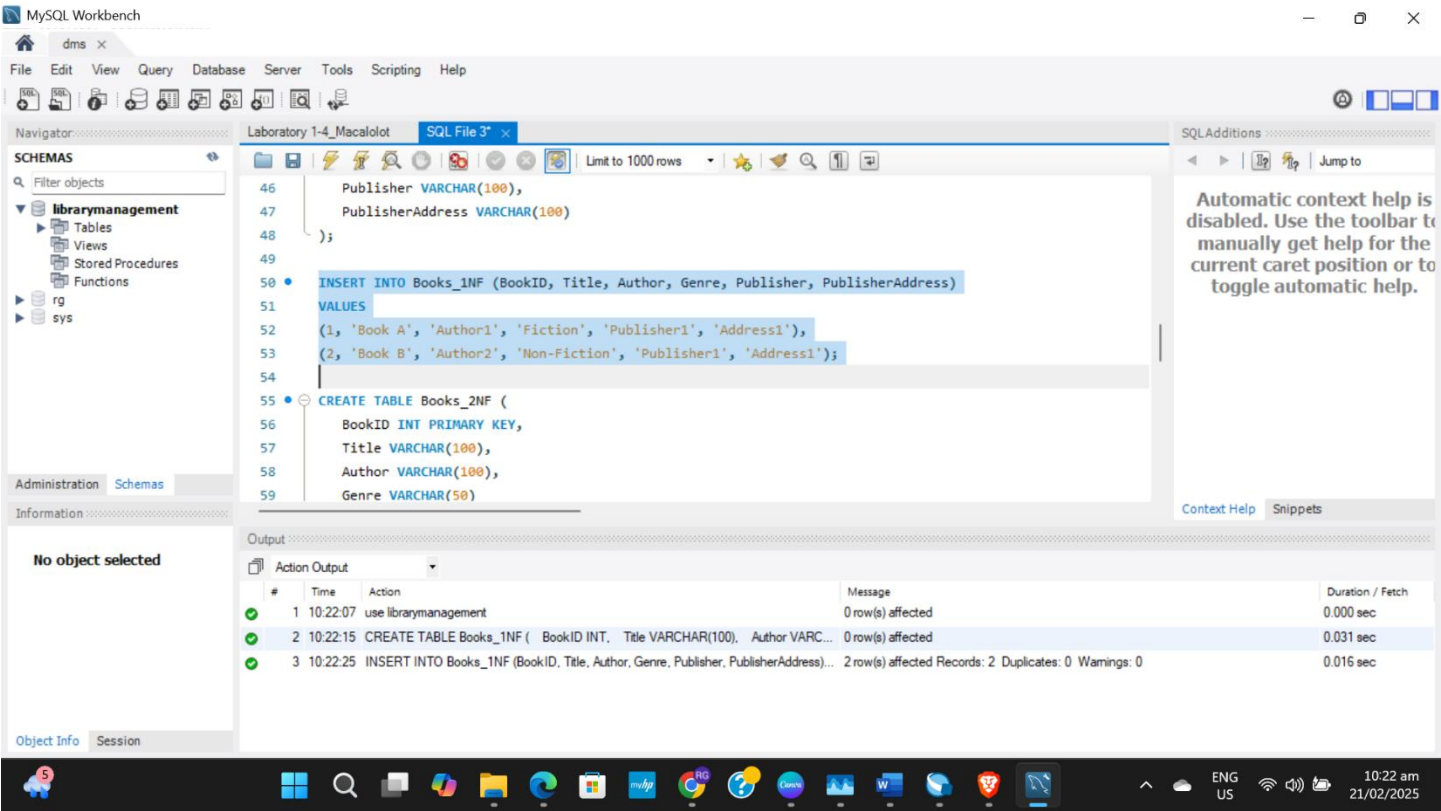 MySQL Workbench
dms
File Edit View Query Database Server Tools Scripting Help
Navigator
SCHEMAS
Filter objects
librarymanagement
Tables
Views
Stored Procedures
Functions
rg
sys
Administration Schemas
Information
No object selected
Object Info Session
Laboratory 1-4_Macalolot SQL File 3*
Limit to 1000 rows
46 Publisher VARCHAR(100),
47 PublisherAddress VARCHAR(100)
48 );
49
50 INSERT INTO Books_1NF (BookID, Title, Author, Genre, Publisher, PublisherAddress)
51 VALUES
52 (1, 'Book A', 'Author1', 'Fiction', 'Publisher1', 'Address1'),
53 (2, 'Book B', 'Author2', 'Non-Fiction', 'Publisher1', 'Address1');
54
55 CREATE TABLE Books_2NF (
56 BookID INT PRIMARY KEY,
57 Title VARCHAR(100),
58 Author VARCHAR(100),
59 Genre VARCHAR(50)
SQLAdditions
Jump to
Automatic context help is
disabled. Use the toolbar to
manually get help for the
current caret position or to
toggle automatic help.
Context Help Snippets
Output
Action Output
# Time Action Message Duration / Fetch
1 10:22:07 use librarymanagement 0 row(s) affected 0.000 sec
2 10:22:15 CREATE TABLE Books_1NF ( BookID INT, Title VARCHAR(100), Author VARC... 0 row(s) affected 0.031 sec
3 10:22:25 INSERT INTO Books_1NF (BookID, Title, Author, Genre, Publisher, PublisherAddress)... 2 row(s) affected Records: 2 Duplicates: 0 Warnings: 0 0.016 sec
5
myhp
RG
Canva
ENG
US
10:22 am
21/02/2025